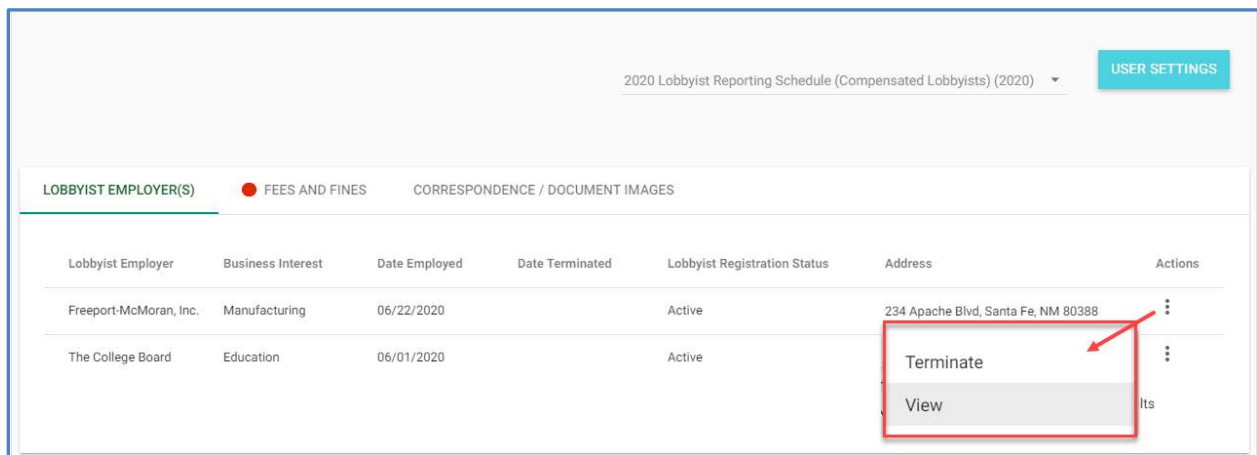 2020 Lobbyist Reporting Schedule (Compensated Lobbyists) (2020)
USER SETTINGS
LOBBYIST EMPLOYER(S) FEES AND FINES CORRESPONDENCE / DOCUMENT IMAGES
Lobbyist Employer Business Interest Date Employed Date Terminated Lobbyist Registration Status Address Actions
Freeport-McMoran, Inc. Manufacturing 06/22/2020 Active 234 Apache Blvd, Santa Fe, NM 80388
The College Board Education 06/01/2020 Active
Terminate
View
lts